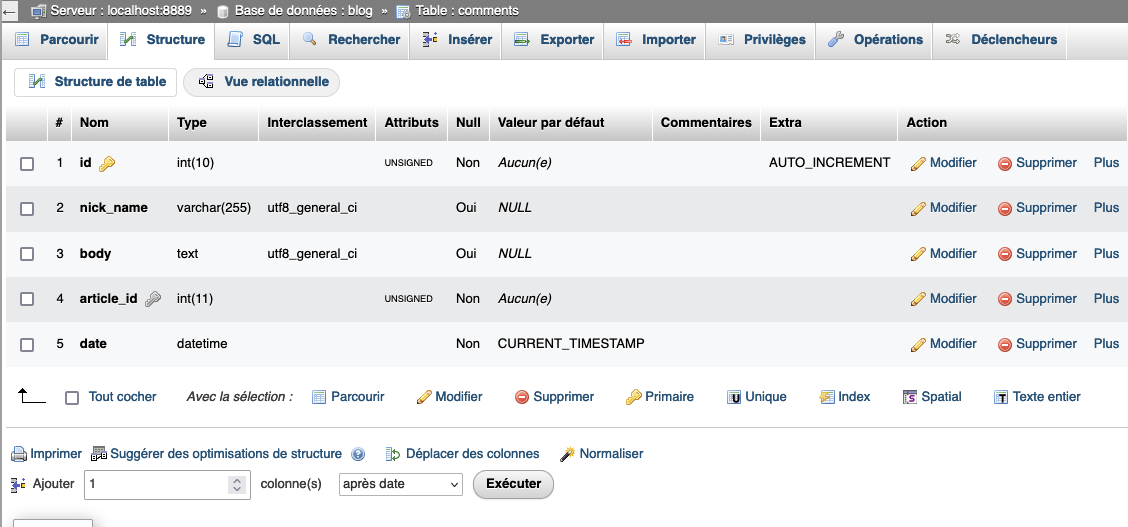 ← Serveur : localhost:8889 » Base de données : blog » Table : comments
Parcourir Structure SQL Rechercher Insérer Exporter Importer Privilèges Opérations Déclencheurs
Structure de table Vue relationnelle
# Nom Type Interclassement Attributs Null Valeur par défaut Commentaires Extra Action
1 id int(10) UNSIGNED Non Aucun(e) AUTO_INCREMENT Modifier Supprimer Plus
2 nick_name varchar(255) utf8_general_ci Oui NULL Modifier Supprimer Plus
3 body text utf8_general_ci Oui NULL Modifier Supprimer Plus
4 article_id int(11) UNSIGNED Non Aucun(e) Modifier Supprimer Plus
5 date datetime Non CURRENT_TIMESTAMP Modifier Supprimer Plus
Tout cocher Avec la sélection : Parcourir Modifier Supprimer Primaire Unique Index Spatial Texte entier
Imprimer Suggérer des optimisations de structure Déplacer des colonnes Normaliser
Ajouter 1 colonne(s) après date Exécuter